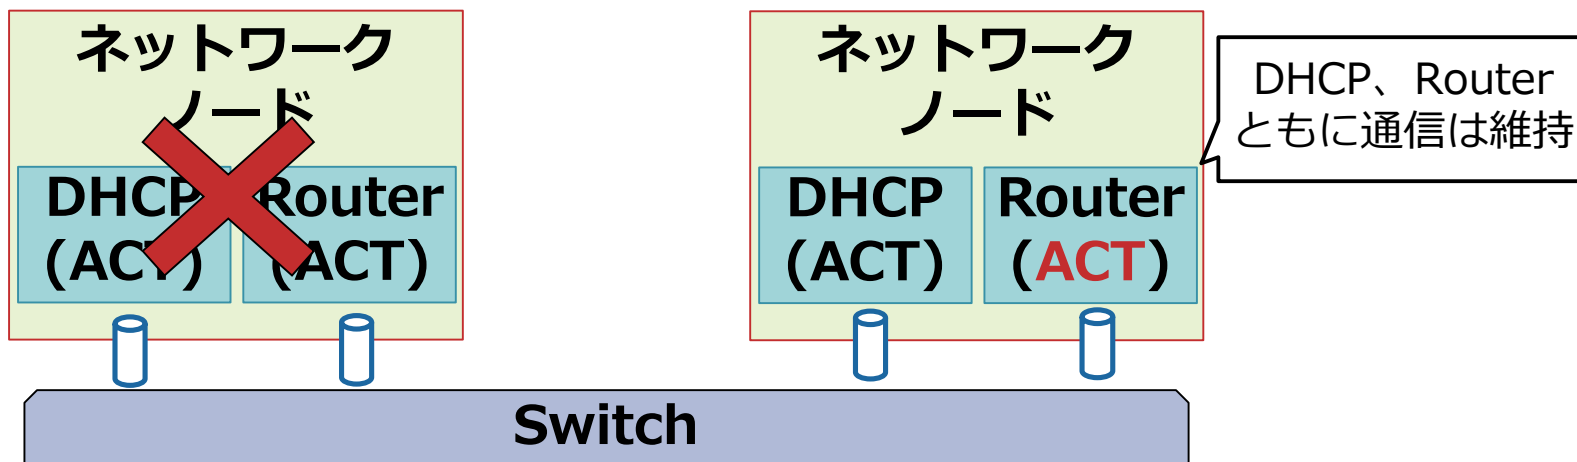 ネットワーク
ノード
DHCP
(ACT)
Router
(ACT)
ネットワーク
ノード
DHCP
(ACT)
Router
(ACT)
DHCP、Router
ともに通信は維持
Switch